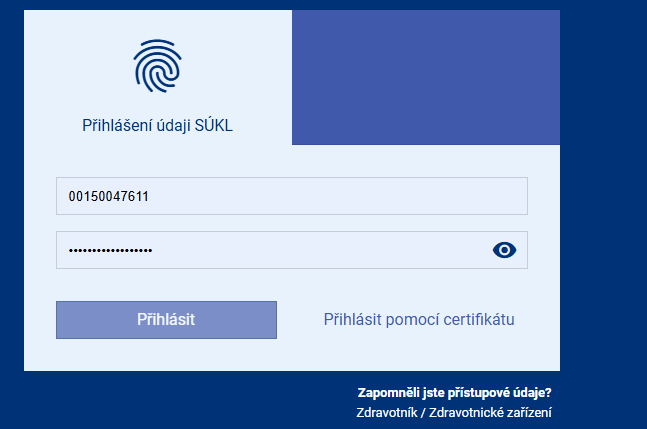 Přihlášení údaji SÚKL
00150047611
•••••••••••••••••
Přihlásit
Přihlásit pomocí certifikátu
Zapomněli jste přístupové údaje?
Zdravotník / Zdravotnické zařízení